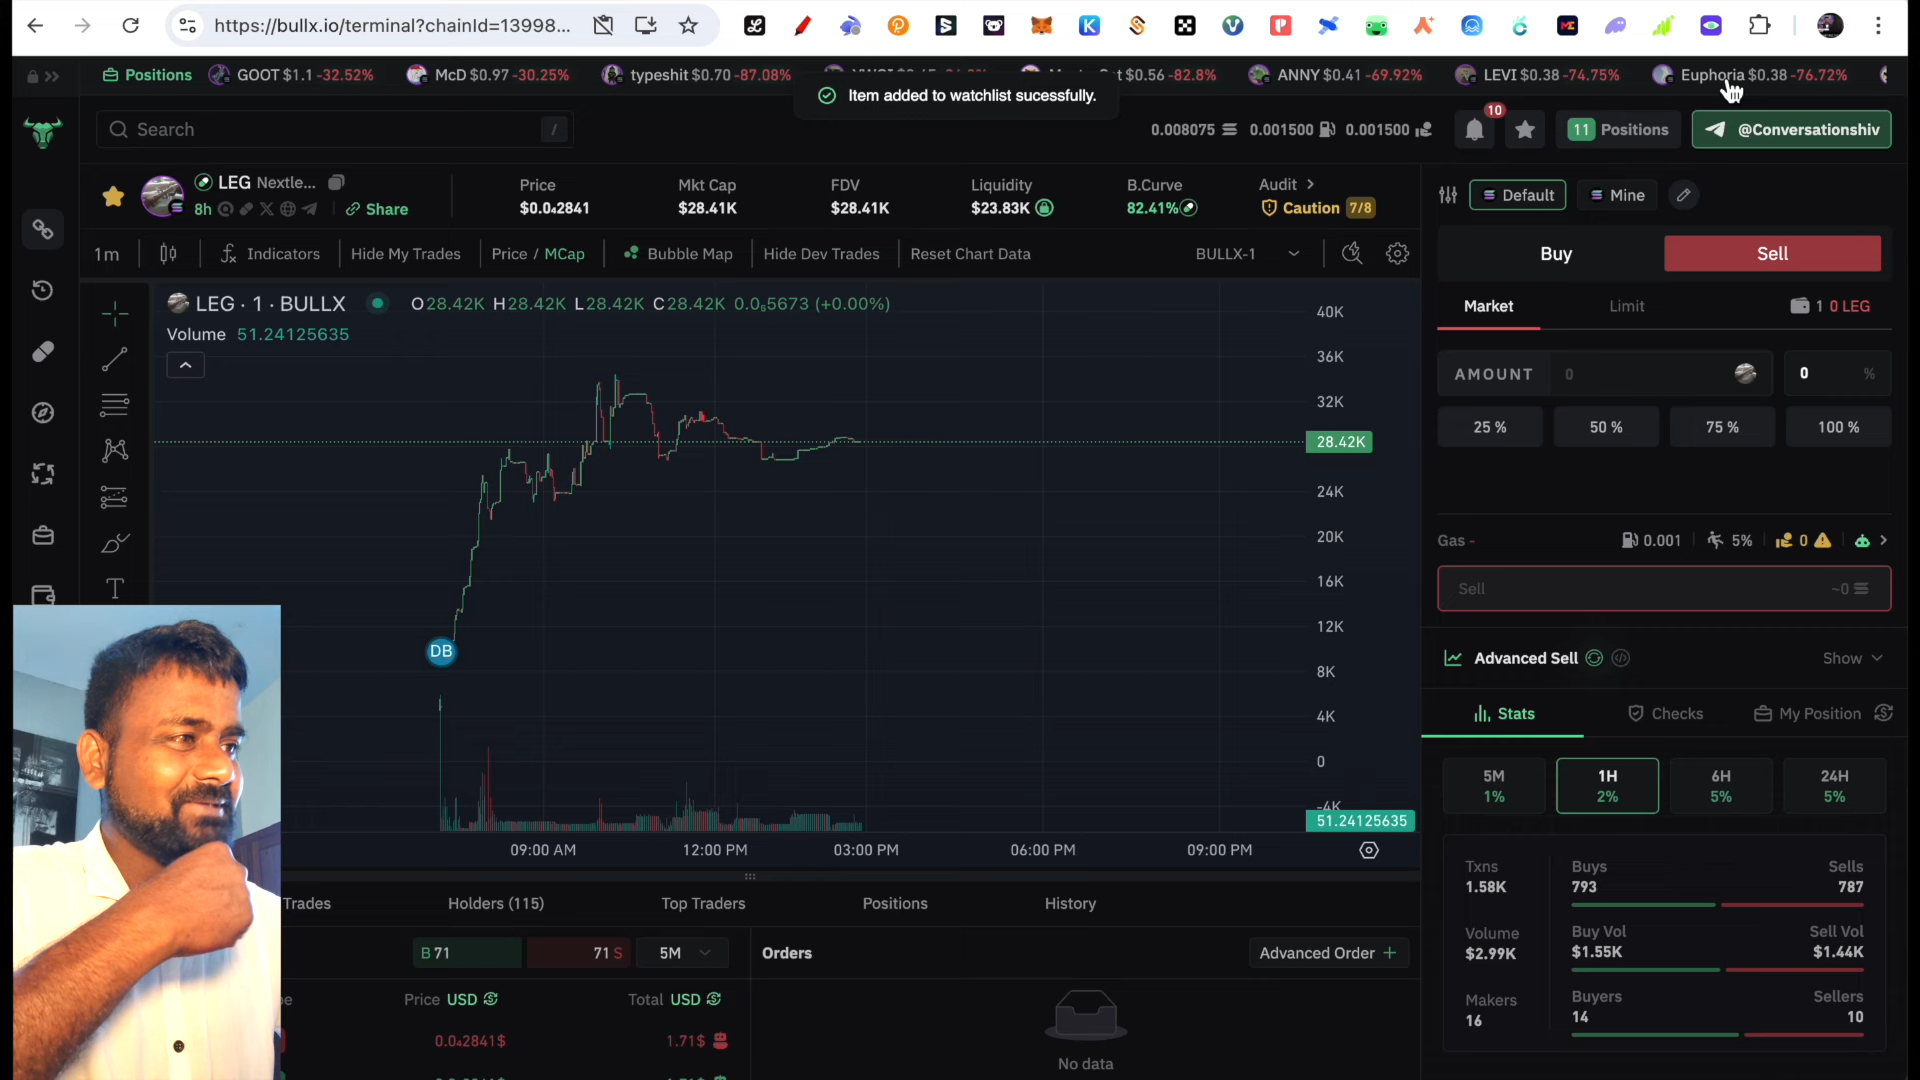 https://bullx.io/terminal?chainId=13998...
Positions GOOT $1.1 -32.52% McD $0.97 -30.25% typeshit $0.70 -87.08% $0.56 -82.8% ANNY $0.41 -69.92% LEVI $0.38 -74.75% Euphoria $0.38 -76.72%
Item added to watchlist sucessfully.
Search /
0.008075 0.001500 0.001500 10 11 Positions @Conversationshiv
LEG Nextle...
8h Share
Price Mkt Cap FDV Liquidity B.Curve Audit
$0.0₄2841 $28.41K $28.41K $23.83K 82.41% Caution 7/8
Default Mine
1m Indicators Hide My Trades Price / MCap Bubble Map Hide Dev Trades Reset Chart Data BULLX-1
Buy Sell
LEG · 1 · BULLX O28.42K H28.42K L28.42K C28.42K 0.0₅5673 (+0.00%)
Volume 51.24125635
Market Limit 1 0 LEG
AMOUNT 0 0 %
25 % 50 % 75 % 100 %
40K
36K
32K
28.42K
24K
20K
16K
12K
8K
4K
0
-4K
51.24125635
DB
09:00 AM 12:00 PM 03:00 PM 06:00 PM 09:00 PM
Gas - 0.001 5% 0
Sell ~0
Advanced Sell Show
Stats Checks My Position
5M 1H 6H 24H
1% 2% 5% 5%
Txns Buys Sells
1.58K 793 787
Volume Buy Vol Sell Vol
$2.99K $1.55K $1.44K
Makers Buyers Sellers
16 14 10
Trades Holders (115) Top Traders Positions History
B 71 71 S 5M Orders Advanced Order +
Price USD Total USD
0.0₄2841$ 1.71$
No data